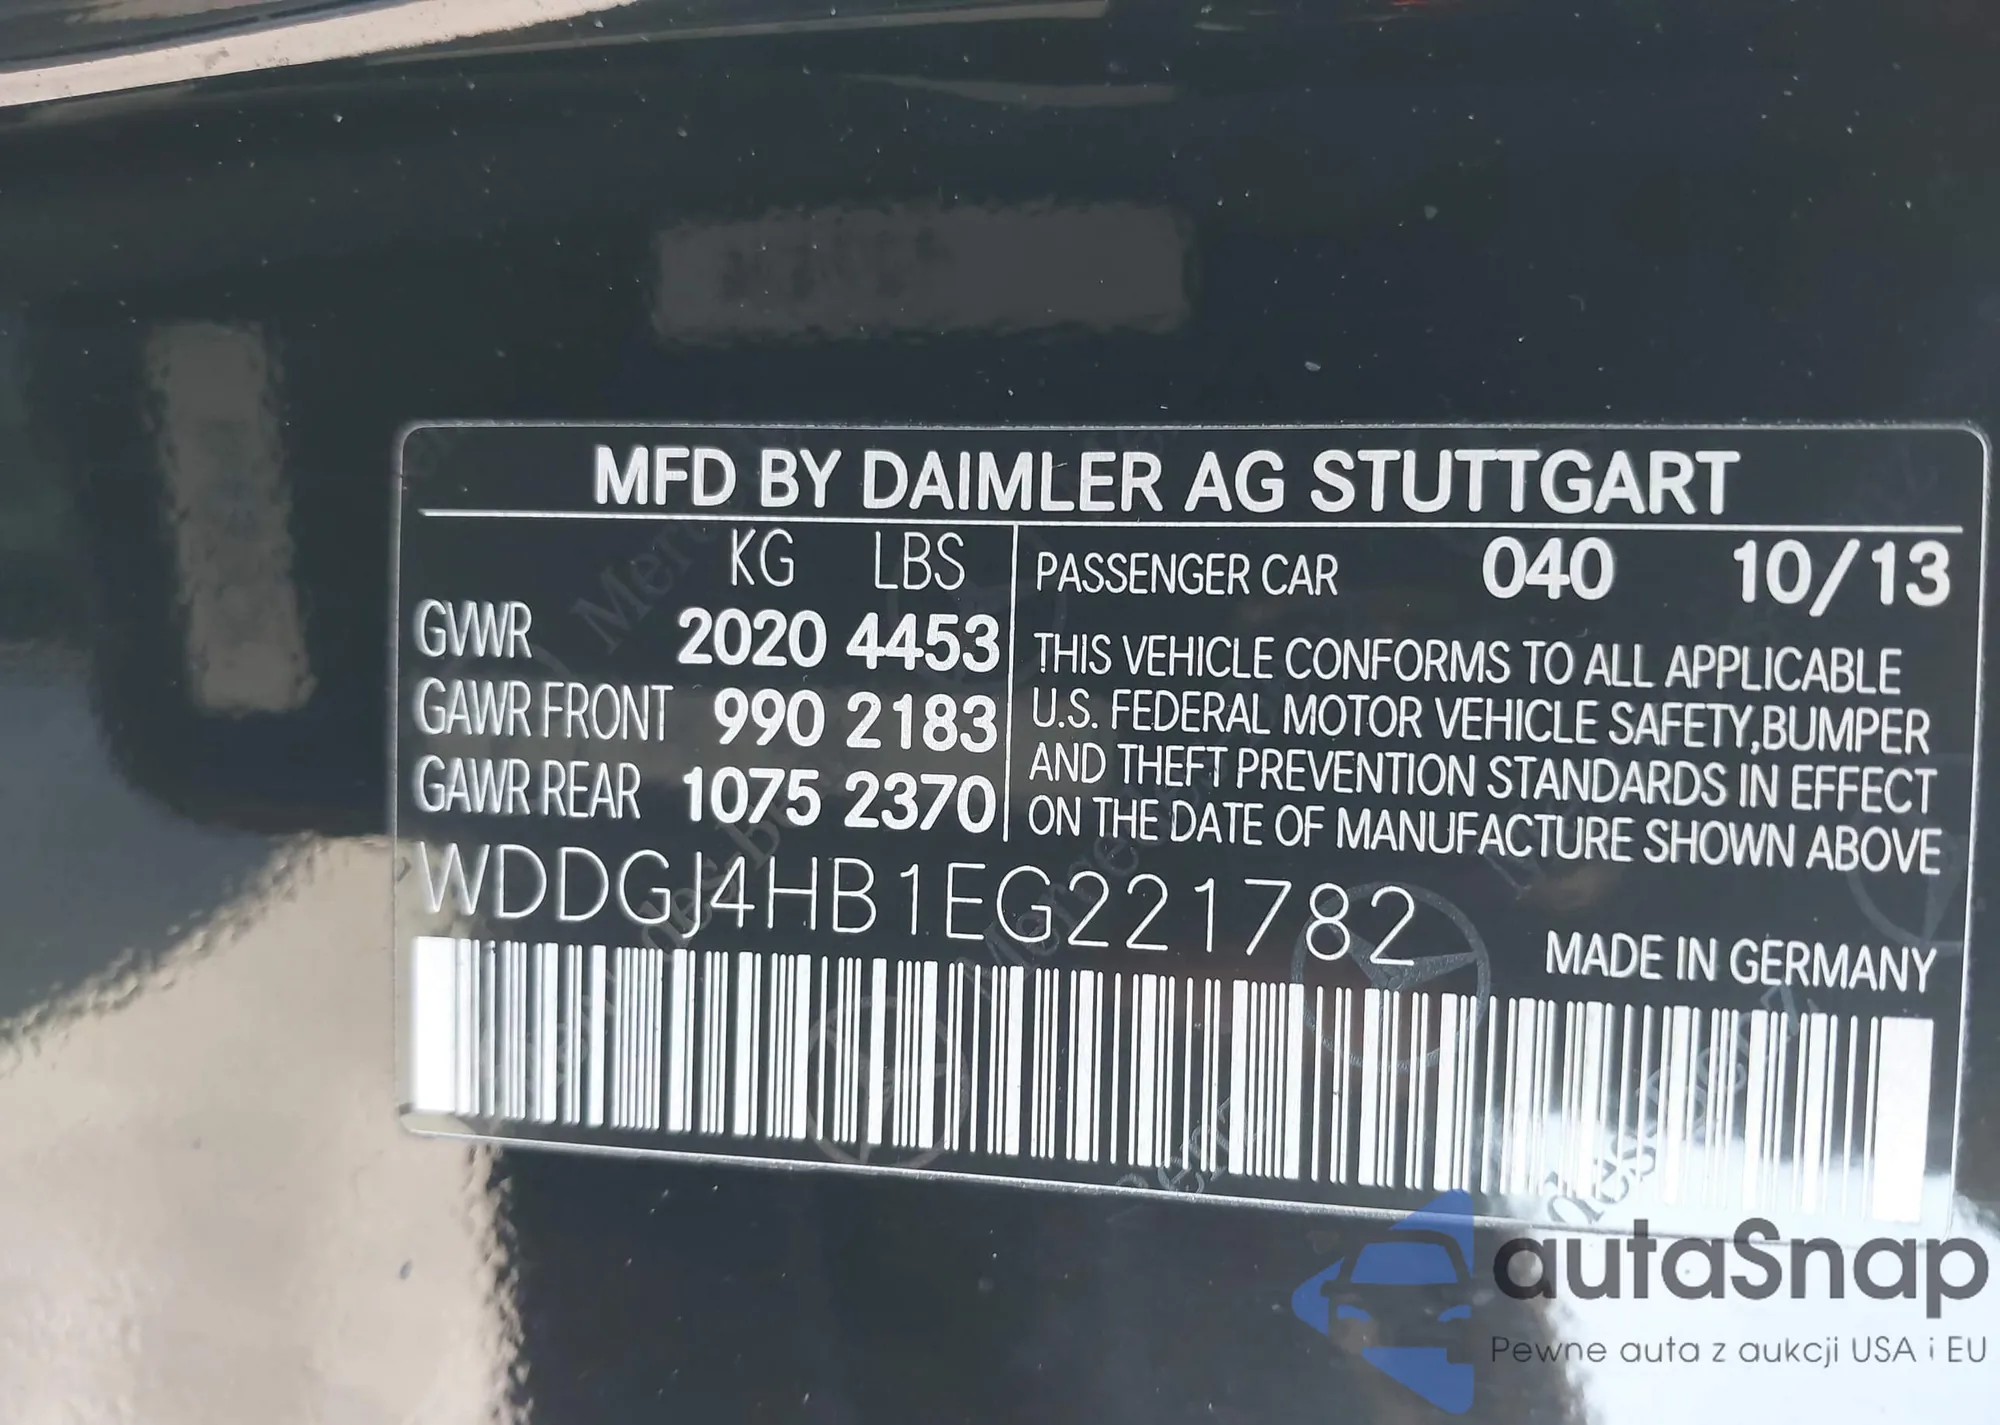 MFD BY DAIMLER AG STUTTGART
KG LBS
GVWR 2020 4453
GAWR FRONT 990 2183
GAWR REAR 1075 2370
PASSENGER CAR 040 10/13
THIS VEHICLE CONFORMS TO ALL APPLICABLE
U.S. FEDERAL MOTOR VEHICLE SAFETY,BUMPER
AND THEFT PREVENTION STANDARDS IN EFFECT
ON THE DATE OF MANUFACTURE SHOWN ABOVE
WDDGJ4HB1EG221782
MADE IN GERMANY
autaSnap
Pewne auta z aukcji USA i EU